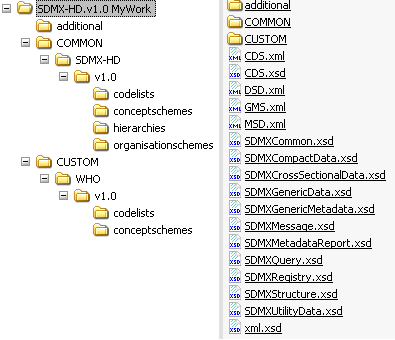 SDMX-HD.v1.0 MyWork
additional
COMMON
SDMX-HD
v1.0
codelists
conceptschemes
hierarchies
organisationschemes
CUSTOM
WHO
v1.0
codelists
conceptschemes
additional
COMMON
CUSTOM
CDS.xml
CDS.xsd
DSD.xml
GMS.xml
MSD.xml
SDMXCommon.xsd
SDMXCompactData.xsd
SDMXCrossSectionalData.xsd
SDMXGenericData.xsd
SDMXGenericMetadata.xsd
SDMXMessage.xsd
SDMXMetadataReport.xsd
SDMXQuery.xsd
SDMXRegistry.xsd
SDMXStructure.xsd
SDMXUtilityData.xsd
xml.xsd